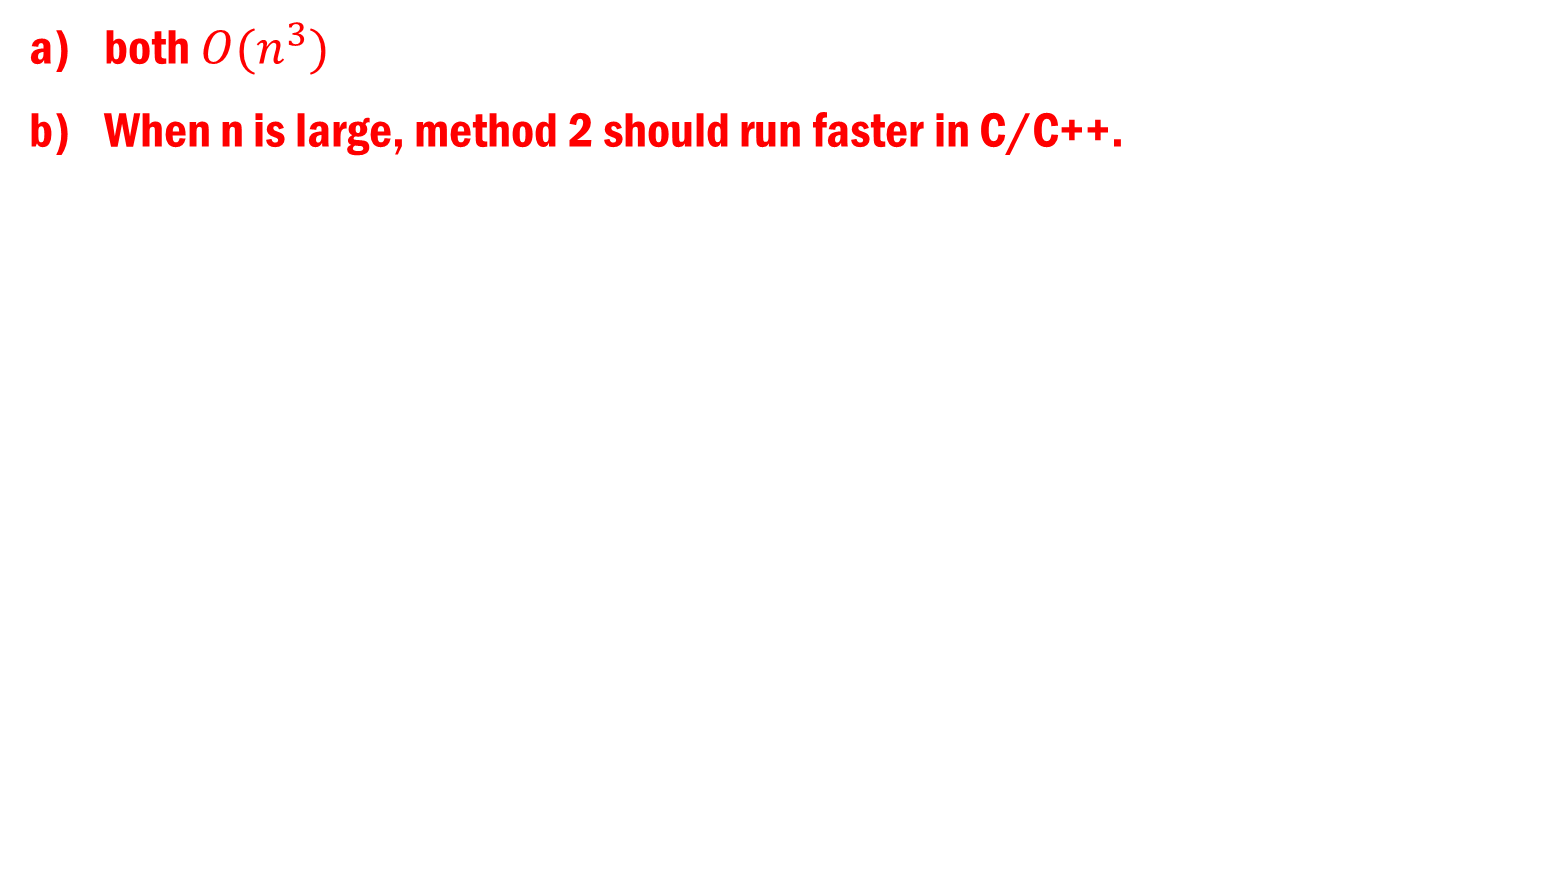 a) both O(n³)
b) When n is large, method 2 should run faster in C/C++.